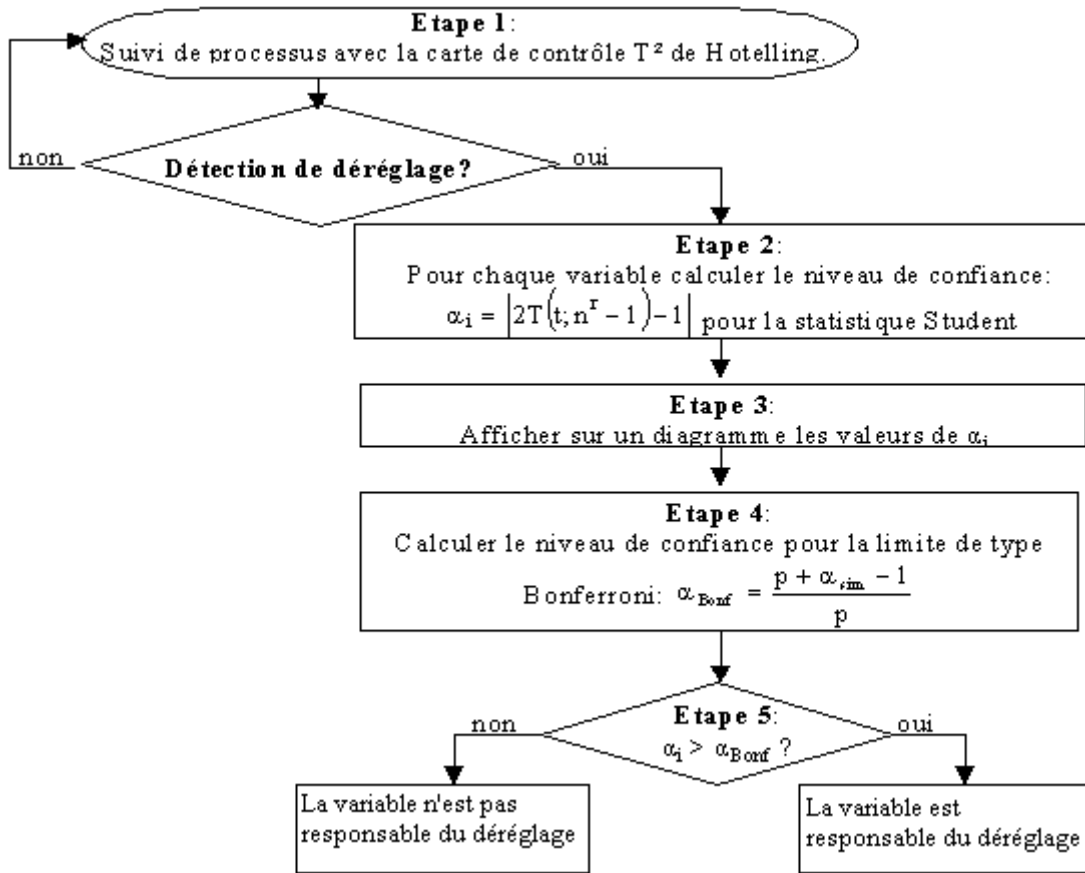 Etape 1:
Suivi de processus avec la carte de contrôle T² de Hotelling.
non
Détection de déréglage?
oui
Etape 2:
Pour chaque variable calculer le niveau de confiance:
αᵢ = |2T(t; nʳ − 1) − 1| pour la statistique Student
Etape 3:
Afficher sur un diagramme les valeurs de αᵢ
Etape 4:
Calculer le niveau de confiance pour la limite de type
Bonferroni: α_Bonf = (p + α_sim − 1) / p
non
Etape 5:
oui
αᵢ > α_Bonf ?
La variable n'est pas
responsable du déréglage
La variable est
responsable du déréglage